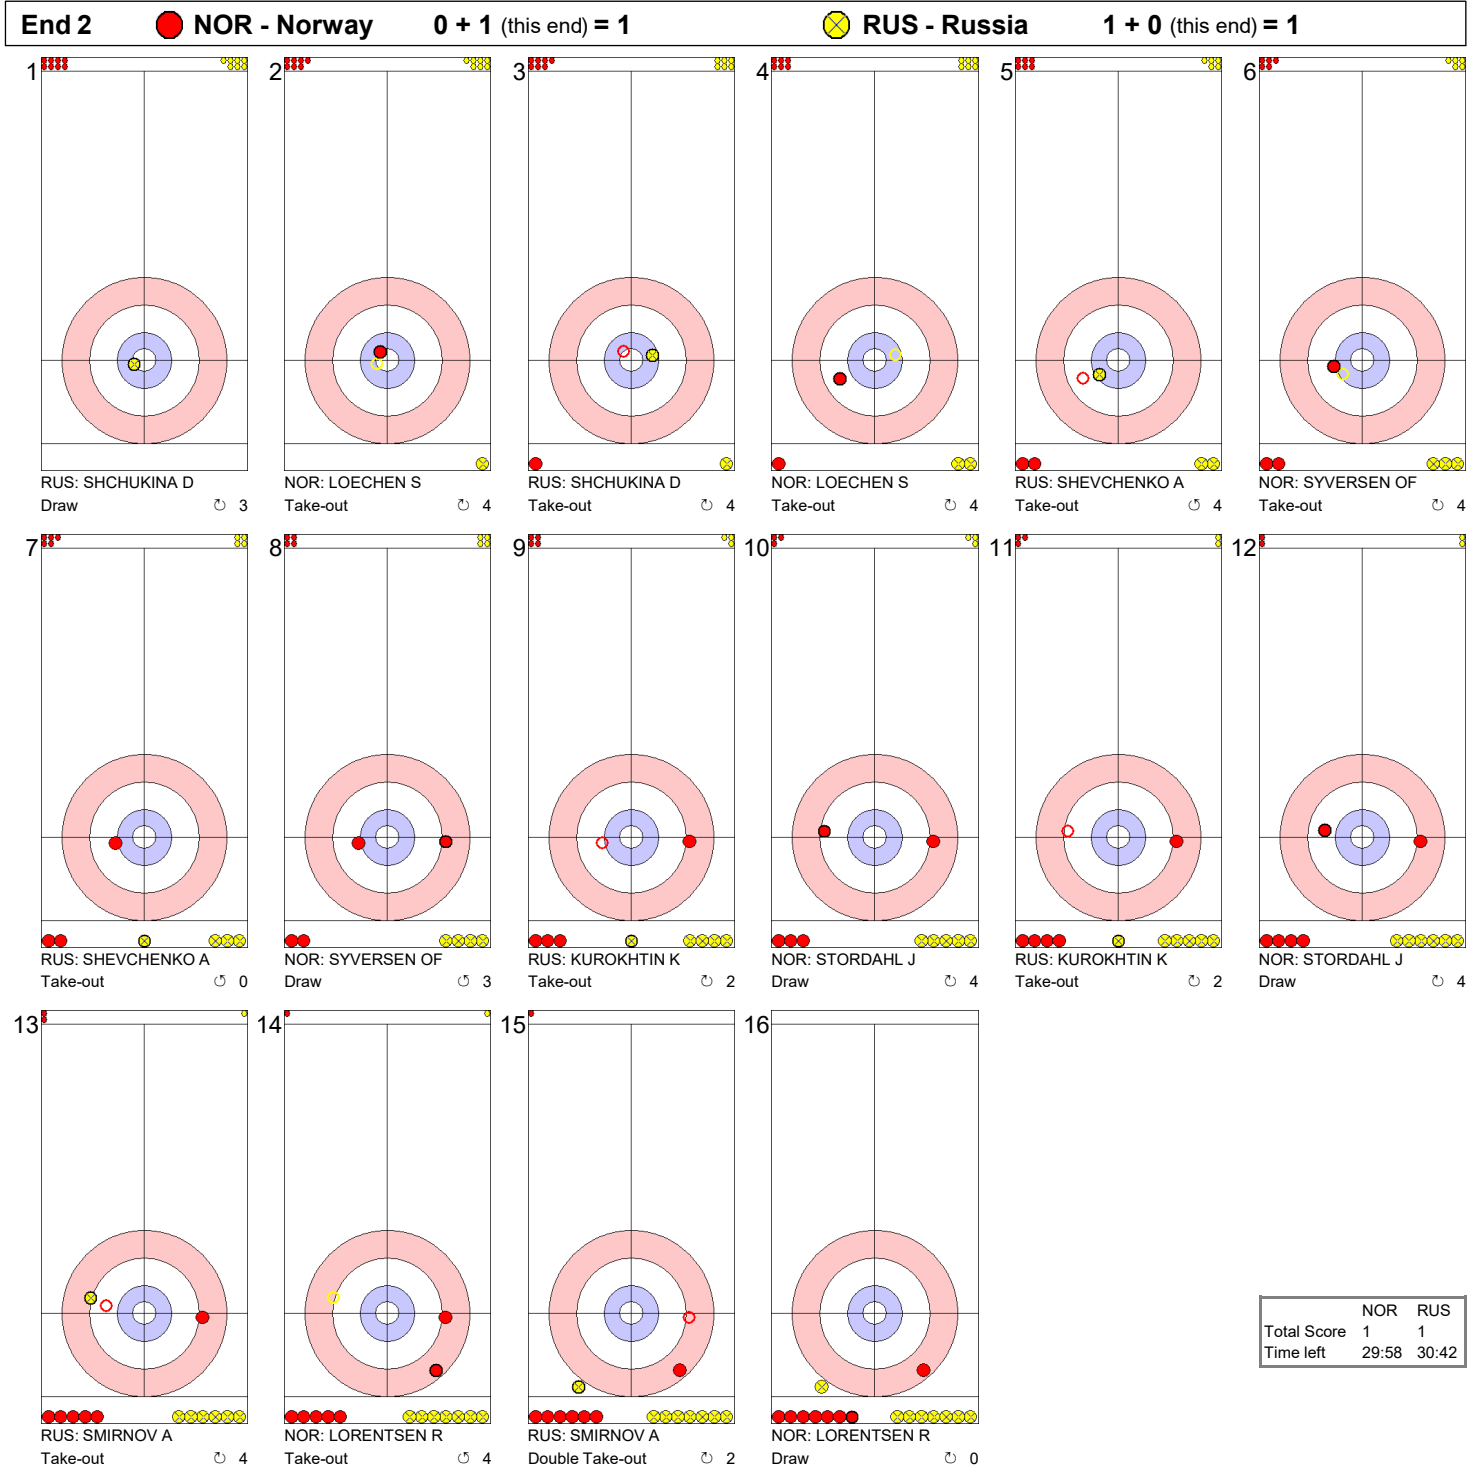 End 2 NOR - Norway 0 + 1 (this end) = 1 RUS - Russia 1 + 0 (this end) = 1
1 2 3 4 5 6
RUS: SHCHUKINA D NOR: LOECHEN S RUS: SHCHUKINA D NOR: LOECHEN S RUS: SHEVCHENKO A NOR: SYVERSEN OF
Draw ↻ 3 Take-out ↻ 4 Take-out ↻ 4 Take-out ↻ 4 Take-out ↺ 4 Take-out ↻ 4
7 8 9 10 11 12
RUS: SHEVCHENKO A NOR: SYVERSEN OF RUS: KUROKHTIN K NOR: STORDAHL J RUS: KUROKHTIN K NOR: STORDAHL J
Take-out ↺ 0 Draw ↺ 3 Take-out ↻ 2 Draw ↻ 4 Take-out ↻ 2 Draw ↻ 4
13 14 15 16
RUS: SMIRNOV A NOR: LORENTSEN R RUS: SMIRNOV A NOR: LORENTSEN R
Take-out ↻ 4 Take-out ↺ 4 Double Take-out ↻ 2 Draw ↻ 0
NOR RUS
Total Score 1 1
Time left 29:58 30:42